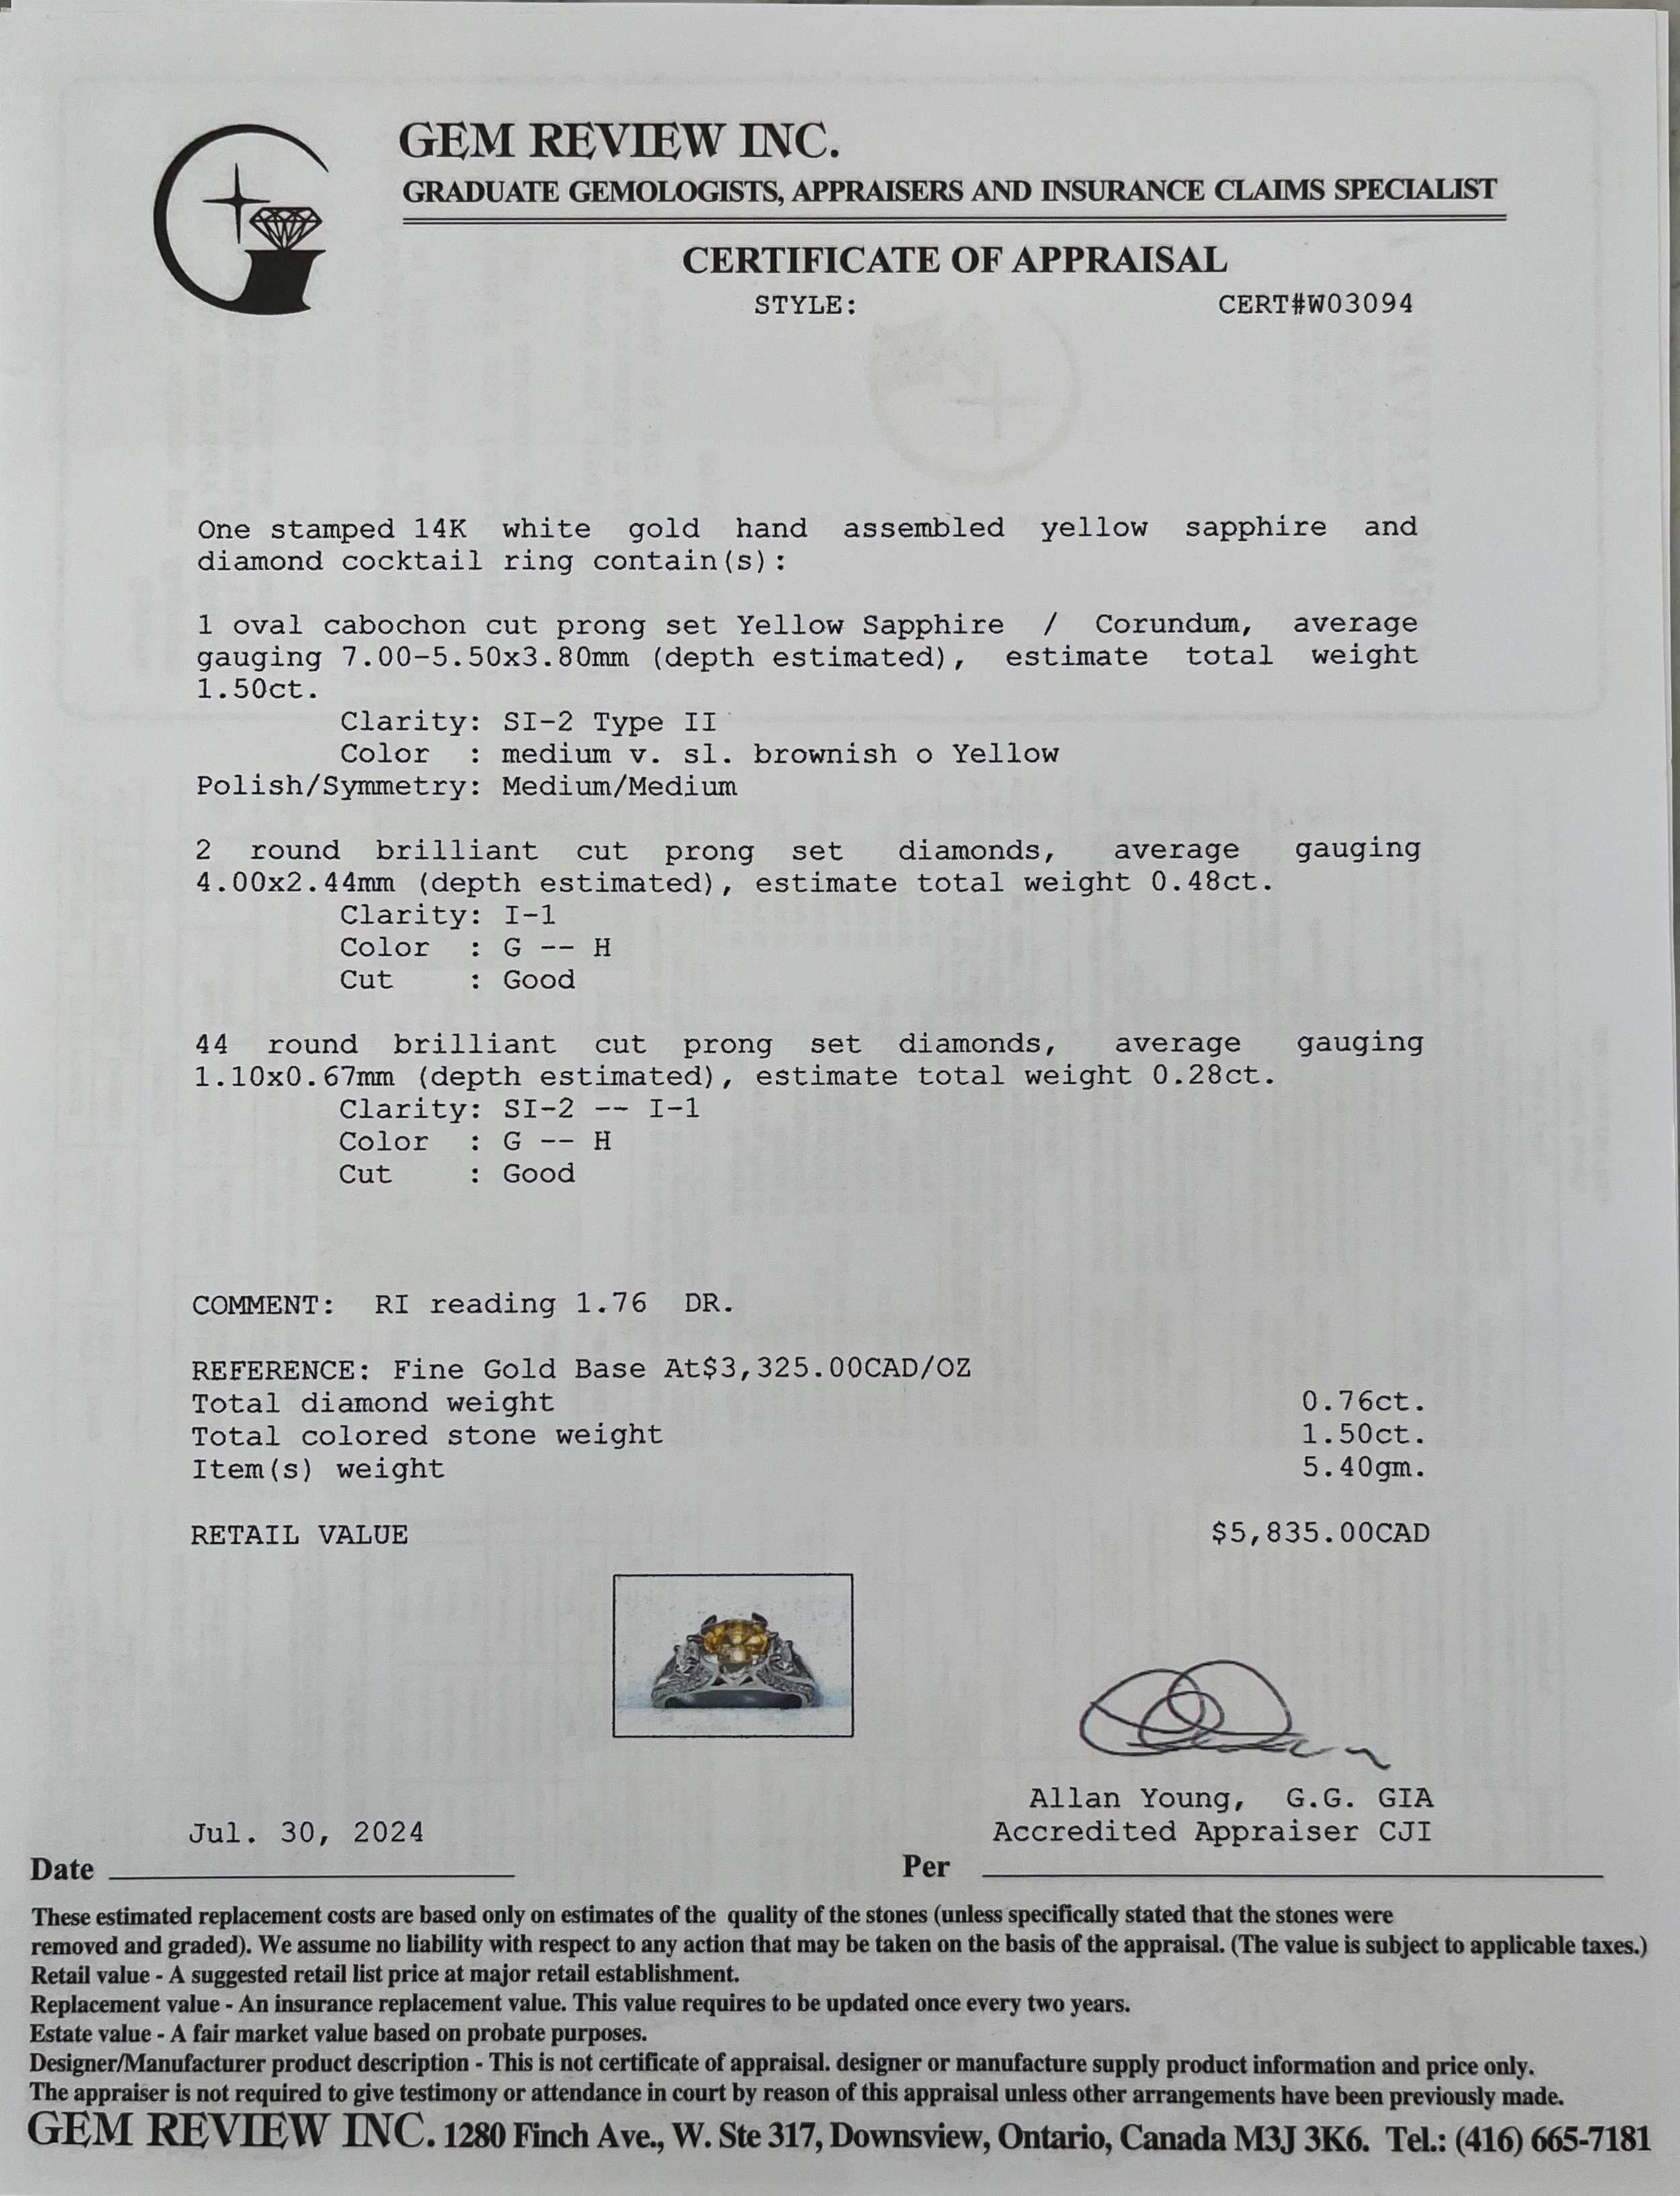 GEM REVIEW INC.
GRADUATE GEMOLOGISTS, APPRAISERS AND INSURANCE CLAIMS SPECIALIST
CERTIFICATE OF APPRAISAL
STYLE: CERT#W03094
One stamped 14K white gold hand assembled yellow sapphire and
diamond cocktail ring contain(s):
1 oval cabochon cut prong set Yellow Sapphire / Corundum, average
gauging 7.00-5.50x3.80mm (depth estimated), estimate total weight
1.50ct.
Clarity: SI-2 Type II
Color : medium v. sl. brownish o Yellow
Polish/Symmetry: Medium/Medium
2 round brilliant cut prong set diamonds, average gauging
4.00x2.44mm (depth estimated), estimate total weight 0.48ct.
Clarity: I-1
Color : G -- H
Cut : Good
44 round brilliant cut prong set diamonds, average gauging
1.10x0.67mm (depth estimated), estimate total weight 0.28ct.
Clarity: SI-2 -- I-1
Color : G -- H
Cut : Good
COMMENT: RI reading 1.76 DR.
REFERENCE: Fine Gold Base At$3,325.00CAD/OZ
Total diamond weight 0.76ct.
Total colored stone weight 1.50ct.
Item(s) weight 5.40gm.
RETAIL VALUE $5,835.00CAD
Allan Young, G.G. GIA
Jul. 30, 2024 Accredited Appraiser CJI
Date Per
These estimated replacement costs are based only on estimates of the quality of the stones (unless specifically stated that the stones were
removed and graded). We assume no liability with respect to any action that may be taken on the basis of the appraisal. (The value is subject to applicable taxes.)
Retail value - A suggested retail list price at major retail establishment.
Replacement value - An insurance replacement value. This value requires to be updated once every two years.
Estate value - A fair market value based on probate purposes.
Designer/Manufacturer product description - This is not certificate of appraisal. designer or manufacture supply product information and price only.
The appraiser is not required to give testimony or attendance in court by reason of this appraisal unless other arrangements have been previously made.
GEM REVIEW INC. 1280 Finch Ave., W. Ste 317, Downsview, Ontario, Canada M3J 3K6. Tel.: (416) 665-7181